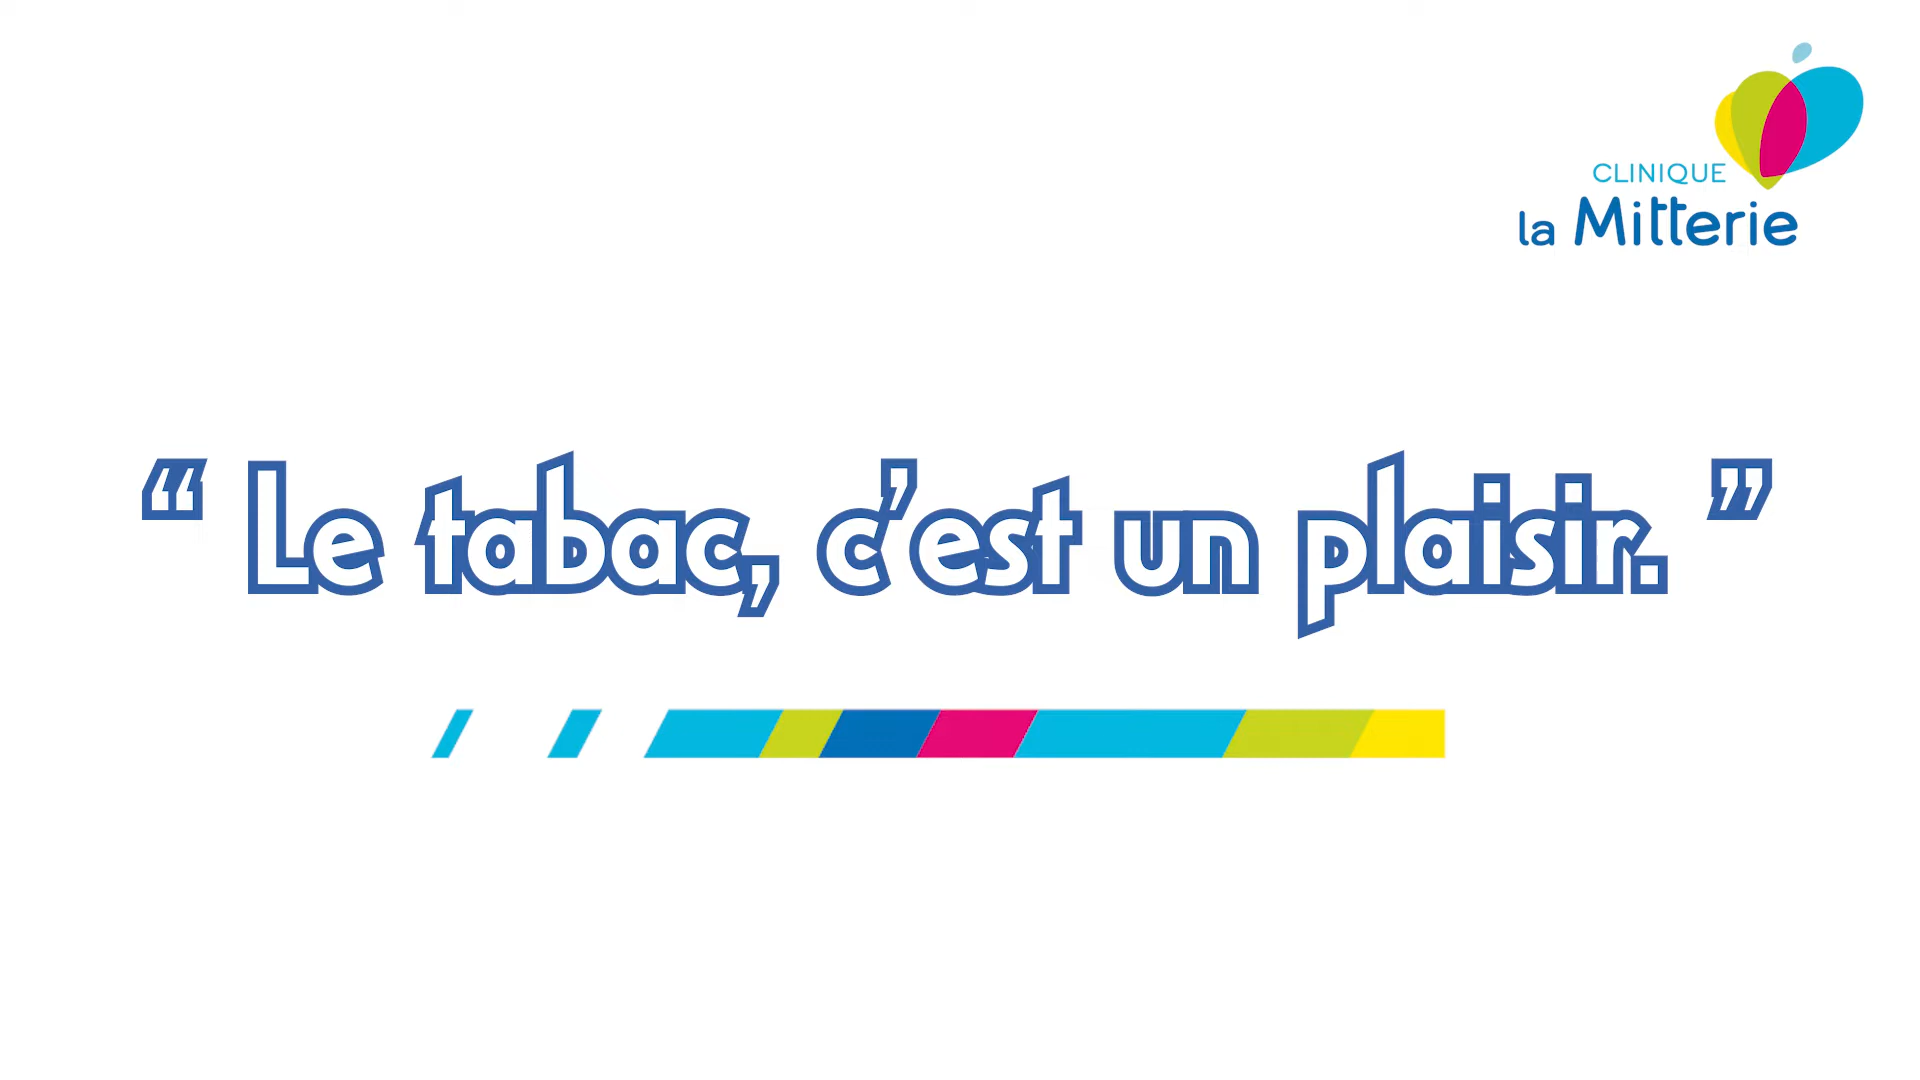 CLINIQUE
la Mitterie
“ Le tabac, c’est un plaisir. ”